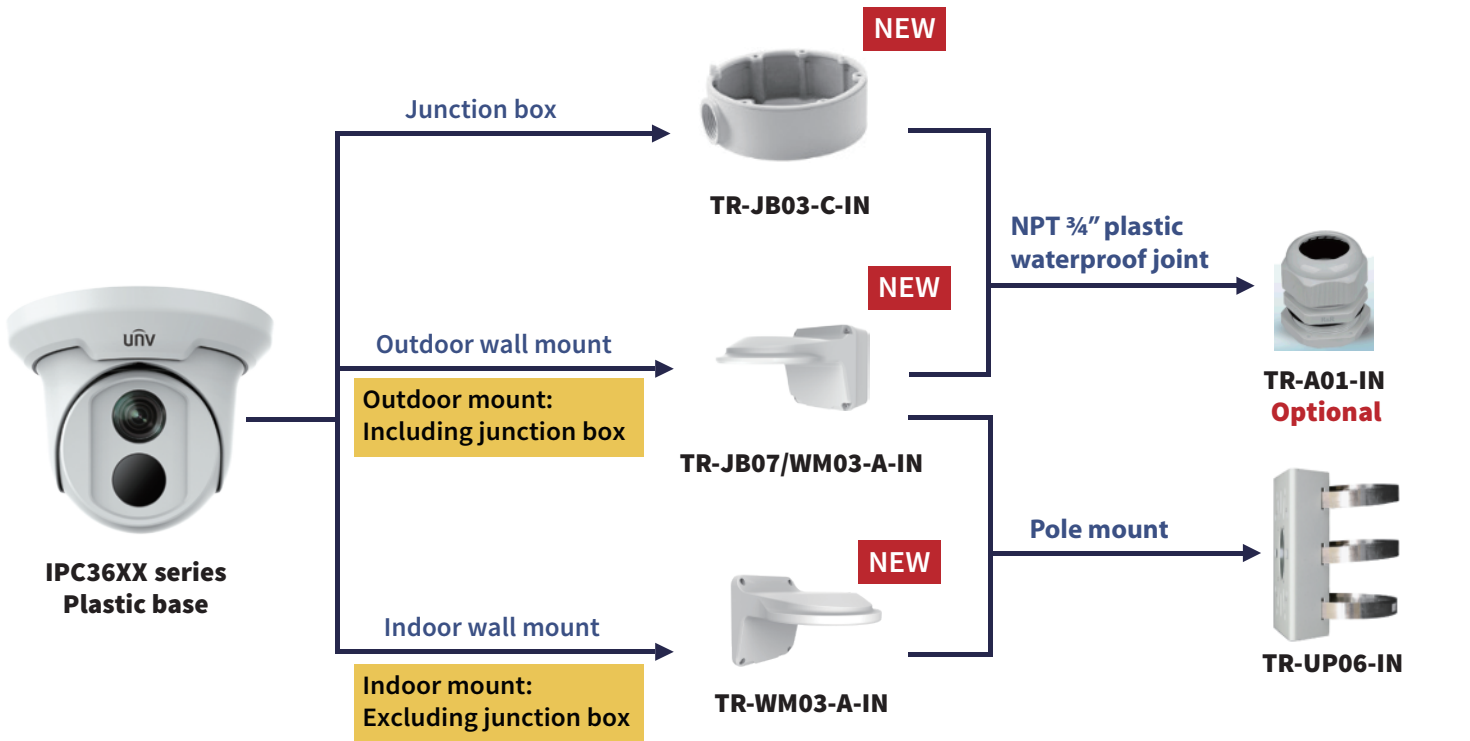 NEW
Junction box
TR-JB03-C-IN
NPT ¾” plastic
waterproof joint
NEW
unv
Outdoor wall mount
Outdoor mount:
Including junction box
TR-A01-IN
Optional
TR-JB07/WM03-A-IN
Pole mount
NEW
IPC36XX series
Plastic base
Indoor wall mount
Indoor mount:
Excluding junction box
TR-WM03-A-IN
TR-UP06-IN